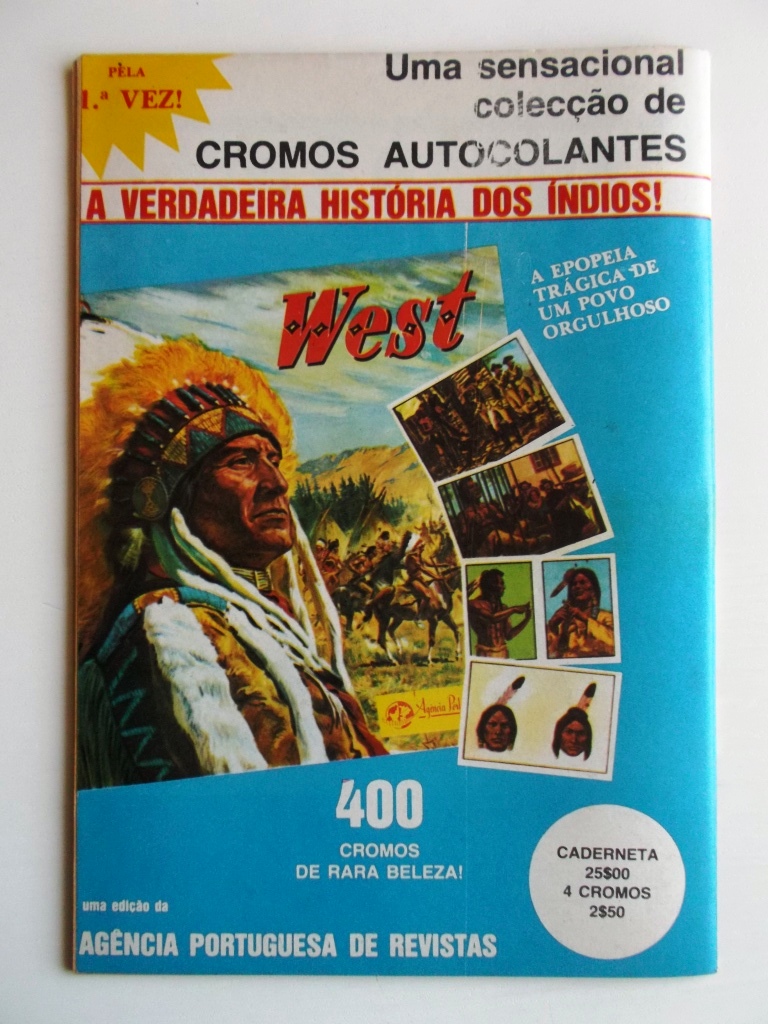 PELA
1.ª VEZ!
Uma sensacional
colecção de
CROMOS AUTOCOLANTES
A VERDADEIRA HISTÓRIA DOS ÍNDIOS!
West
A EPOPEIA
TRÁGICA DE
UM POVO
ORGULHOSO
Agência
400
CROMOS
DE RARA BELEZA!
CADERNETA
25$00
4 CROMOS
2$50
uma edição da
AGÊNCIA PORTUGUESA DE REVISTAS